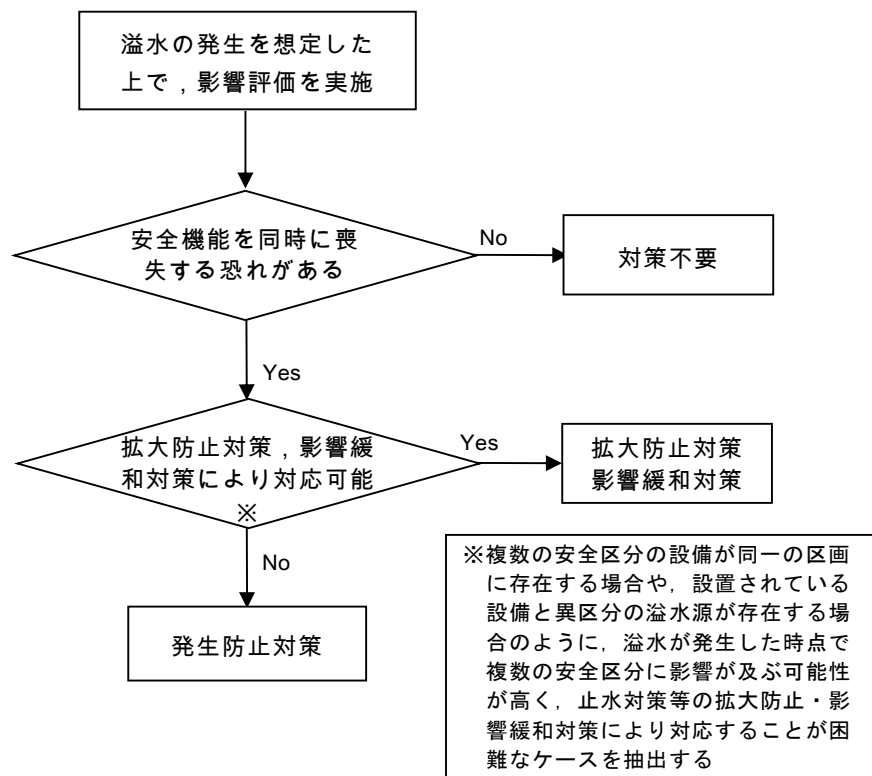 溢水の発生を想定した
上で，影響評価を実施
安全機能を同時に喪
失する恐れがある
No
対策不要
Yes
拡大防止対策，影響緩
和対策により対応可能
※
Yes
拡大防止対策
影響緩和対策
No
発生防止対策
※複数の安全区分の設備が同一の区画
に存在する場合や，設置されている
設備と異区分の溢水源が存在する場
合のように，溢水が発生した時点で
複数の安全区分に影響が及ぶ可能性
が高く，止水対策等の拡大防止・影
響緩和対策により対応することが困
難なケースを抽出する